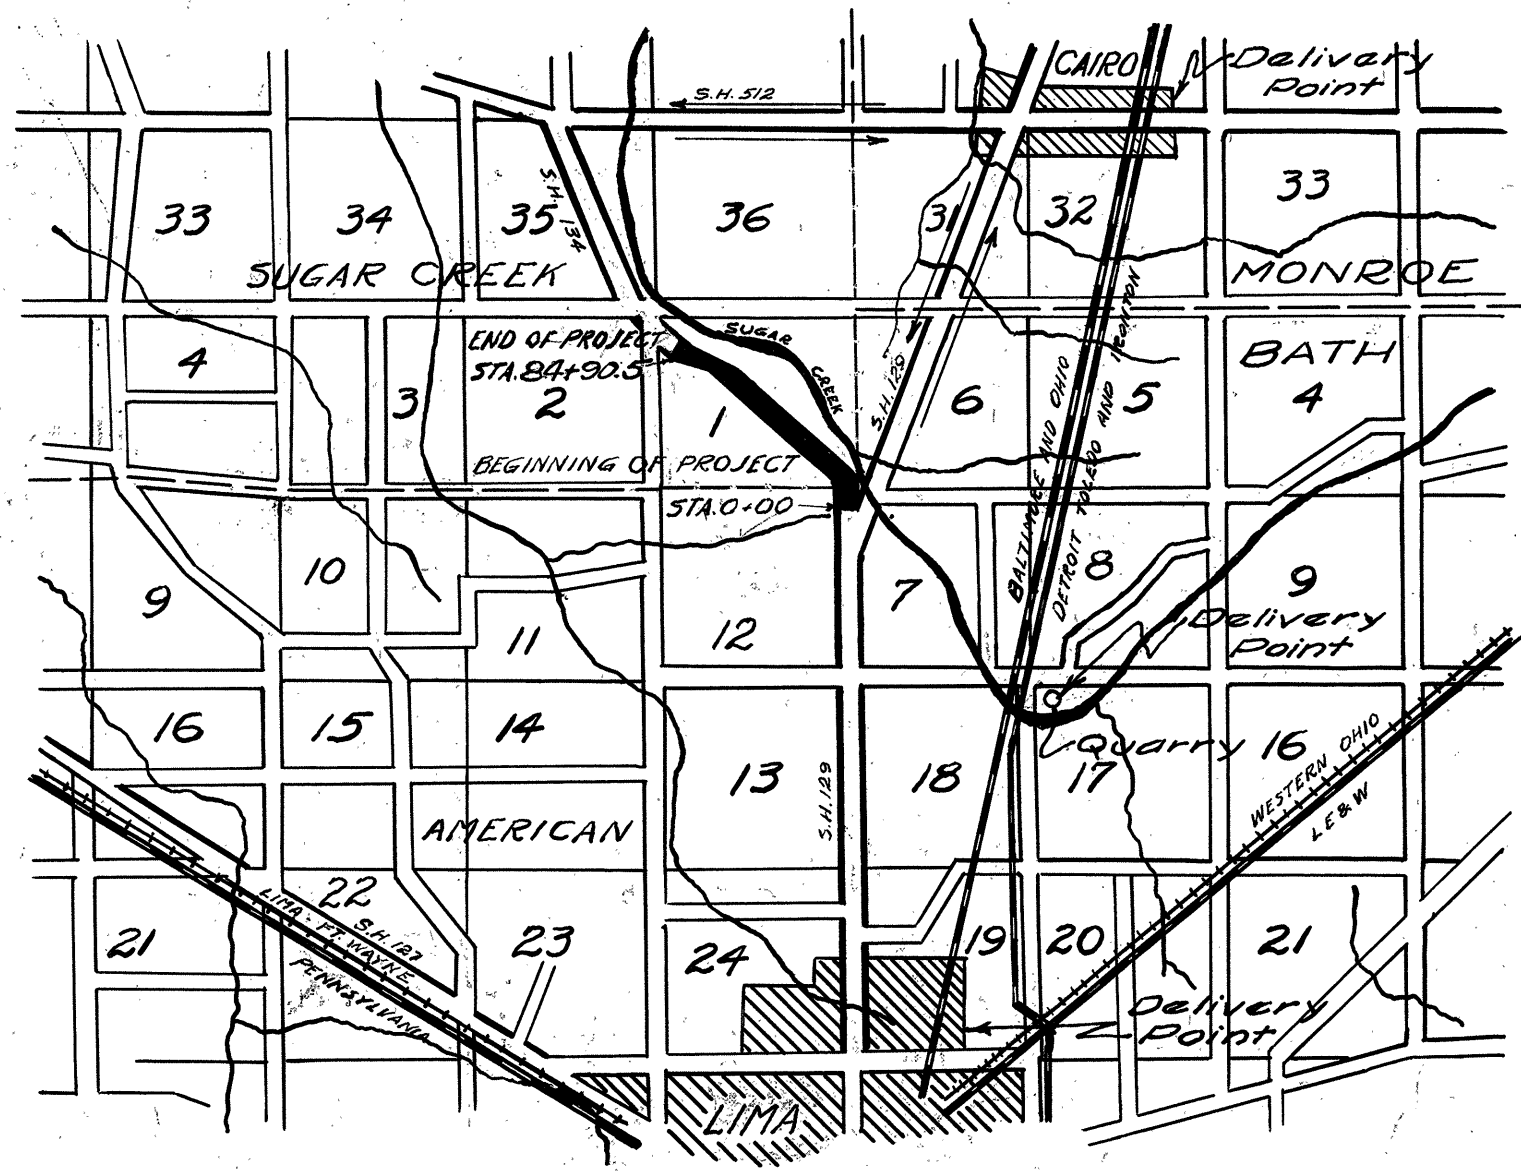 CAIRO
Delivery
Point
S.H. 512
33
34
35
S.H. 134
36
31
32
33
SUGAR CREEK
MONROE
END OF PROJECT
STA. 84+90.5
SUGAR
CREEK
S.H. 129
BALTIMORE AND OHIO
DETROIT TOLEDO AND IRONTON
BATH
4
3
2
1
6
5
4
BEGINNING OF PROJECT
STA. 0+00
9
10
11
12
7
8
9
Delivery
Point
16
15
14
13
S.H. 129
18
Quarry
17
16
WESTERN OHIO
L E & W
AMERICAN
22
S.H. 127
LIMA - FT. WAYNE
PENNSYLVANIA
21
23
24
19
20
21
Delivery
Point
LIMA